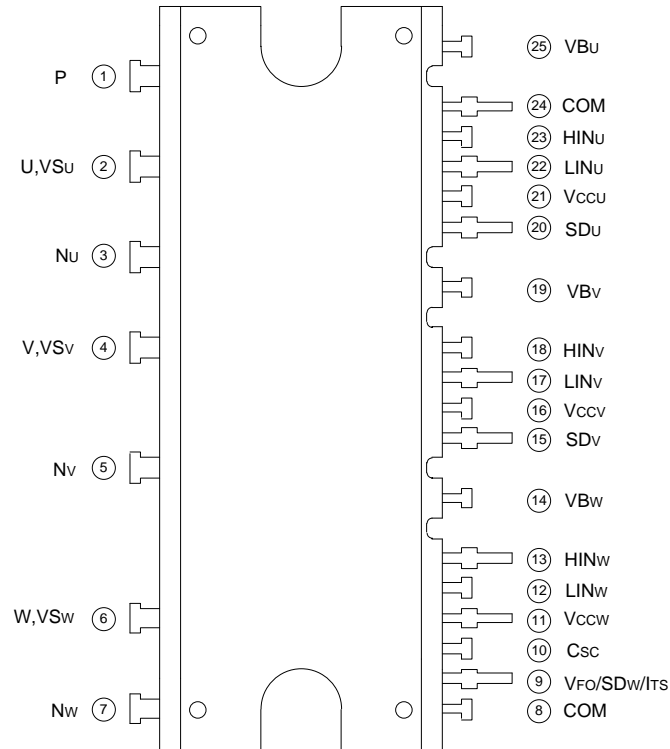 P 1
U,VSU 2
NU 3
V,VSV 4
NV 5
W,VSW 6
NW 7
25 VBU
24 COM
23 HINU
22 LINU
21 VCCU
20 SDU
19 VBV
18 HINV
17 LINV
16 VCCV
15 SDV
14 VBW
13 HINW
12 LINW
11 VCCW
10 CSC
9 VFO/SDW/ITS
8 COM